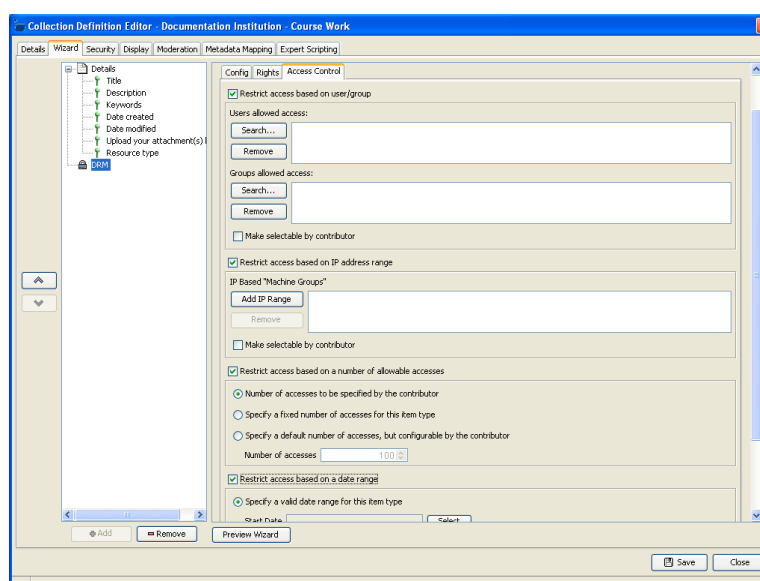 Collection Definition Editor - Documentation Institution - Course Work
Details Wizard Security Display Moderation Metadata Mapping Expert Scripting
Details
Title
Description
Keywords
Date created
Date modified
Upload your attachment(s)
Resource type
DRM
Add Remove
Config Rights Access Control
Restrict access based on user/group
Users allowed access:
Search...
Remove
Groups allowed access:
Search...
Remove
Make selectable by contributor
Restrict access based on IP address range
IP Based "Machine Groups"
Add IP Range
Remove
Make selectable by contributor
Restrict access based on a number of allowable accesses
Number of accesses to be specified by the contributor
Specify a fixed number of accesses for this item type
Specify a default number of accesses, but configurable by the contributor
Number of accesses 100
Restrict access based on a date range
Specify a valid date range for this item type
Start Date Select
Preview Wizard
Save Close